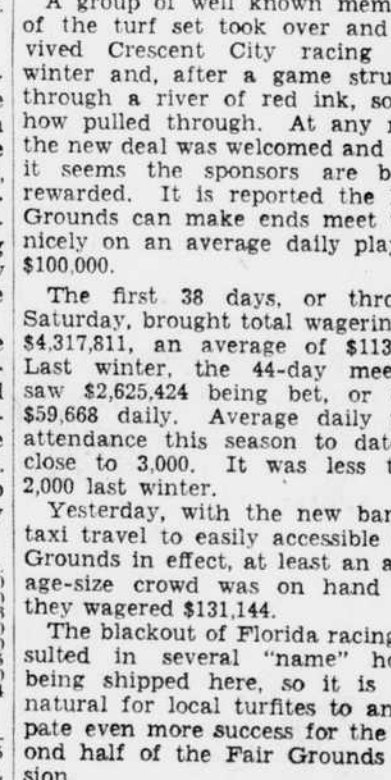 A group of well known mem
of the turf set took over and
vived Crescent City racing
winter and, after a game stru
through a river of red ink, so
how pulled through. At any
the new deal was welcomed and
it seems the sponsors are b
rewarded. It is reported the
Grounds can make ends meet
nicely on an average daily pla
$100,000.
The first 38 days, or thro
Saturday, brought total wagerin
$4,317,811, an average of $113
Last winter, the 44-day mee
saw $2,625,424 being bet, or
$59,668 daily. Average daily
attendance this season to dat
close to 3,000. It was less t
2,000 last winter.
Yesterday, with the new ban
taxi travel to easily accessible
Grounds in effect, at least an a
age-size crowd was on hand
they wagered $131,144.
The blackout of Florida racing
sulted in several "name" ho
being shipped here, so it is
natural for local turfites to an
pate even more success for the
ond half of the Fair Grounds
sion.